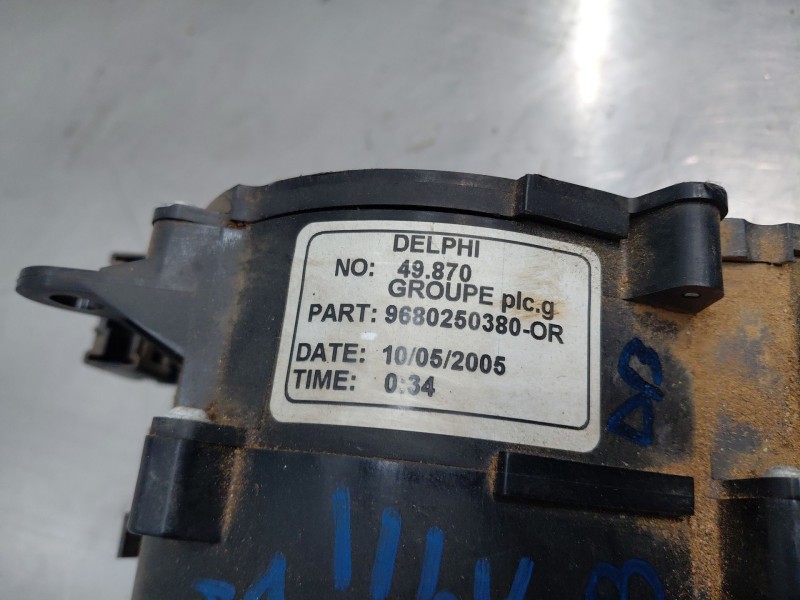 DELPHI
NO: 49.870
GROUPE plc.g
PART: 9680250380-OR
DATE: 10/05/2005
TIME: 0:34